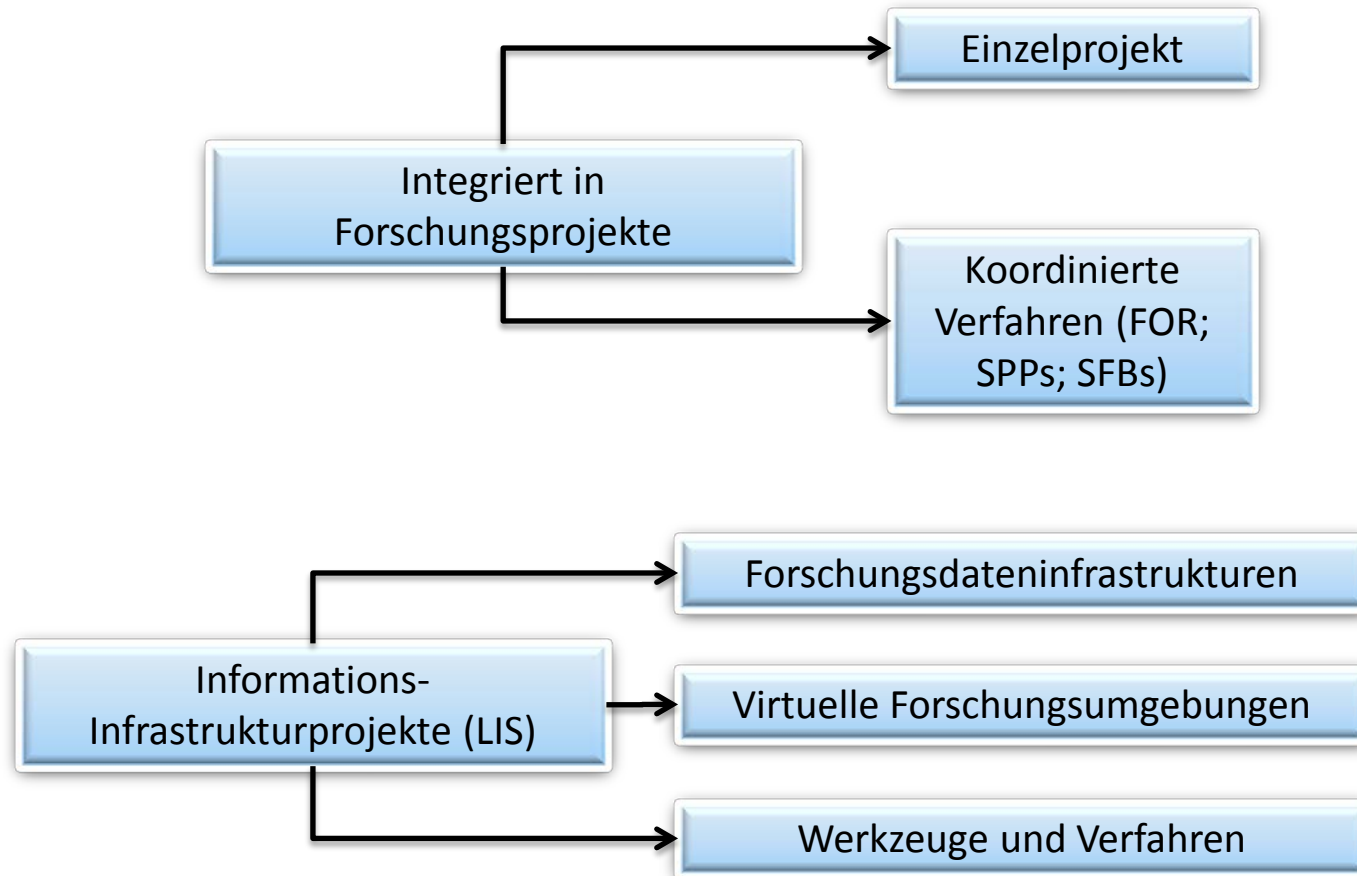 Einzelprojekt
Integriert in
Forschungsprojekte
Koordinierte
Verfahren (FOR;
SPPs; SFBs)
Forschungsdateninfrastrukturen
Informations-
Infrastrukturprojekte (LIS)
Virtuelle Forschungsumgebungen
Werkzeuge und Verfahren